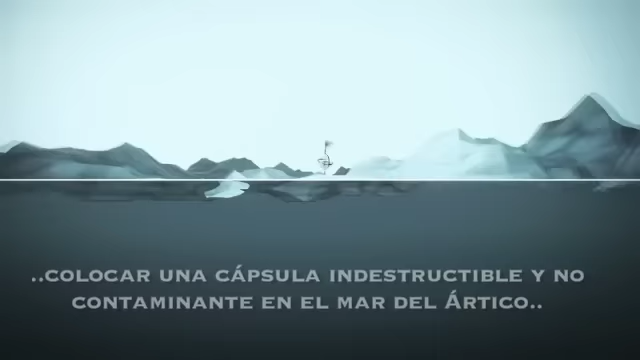 ..COLOCAR UNA CÁPSULA INDESTRUCTIBLE Y NO
CONTAMINANTE EN EL MAR DEL ÁRTICO..